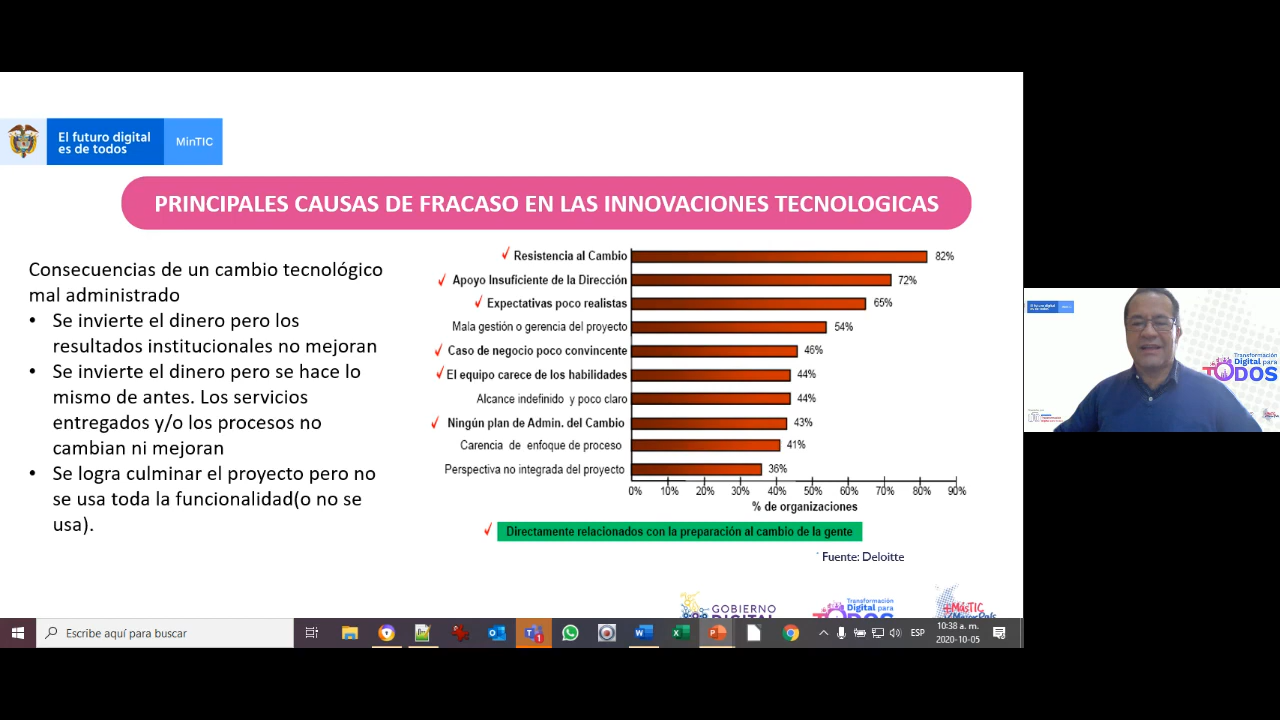 El futuro digital
es de todos
MinTIC
PRINCIPALES CAUSAS DE FRACASO EN LAS INNOVACIONES TECNOLOGICAS
Consecuencias de un cambio tecnológico
mal administrado
• Se invierte el dinero pero los
resultados institucionales no mejoran
• Se invierte el dinero pero se hace lo
mismo de antes. Los servicios
entregados y/o los procesos no
cambian ni mejoran
• Se logra culminar el proyecto pero no
se usa toda la funcionalidad(o no se
usa).
Resistencia al Cambio 82%
Apoyo Insuficiente de la Dirección 72%
Expectativas poco realistas 65%
Mala gestión o gerencia del proyecto 54%
Caso de negocio poco convincente 46%
El equipo carece de los habilidades 44%
Alcance indefinido y poco claro 44%
Ningún plan de Admin. del Cambio 43%
Carencia de enfoque de proceso 41%
Perspectiva no integrada del proyecto 36%
0% 10% 20% 30% 40% 50% 60% 70% 80% 90%
% de organizaciones
Directamente relacionados con la preparación al cambio de la gente
Fuente: Deloitte
GOBIERNO
DIGITAL
Transformación
Digital para
+MásTIC
Escribe aquí para buscar
ESP
10:38 a. m.
2020-10-05
Transformación
Digital para
TODOS